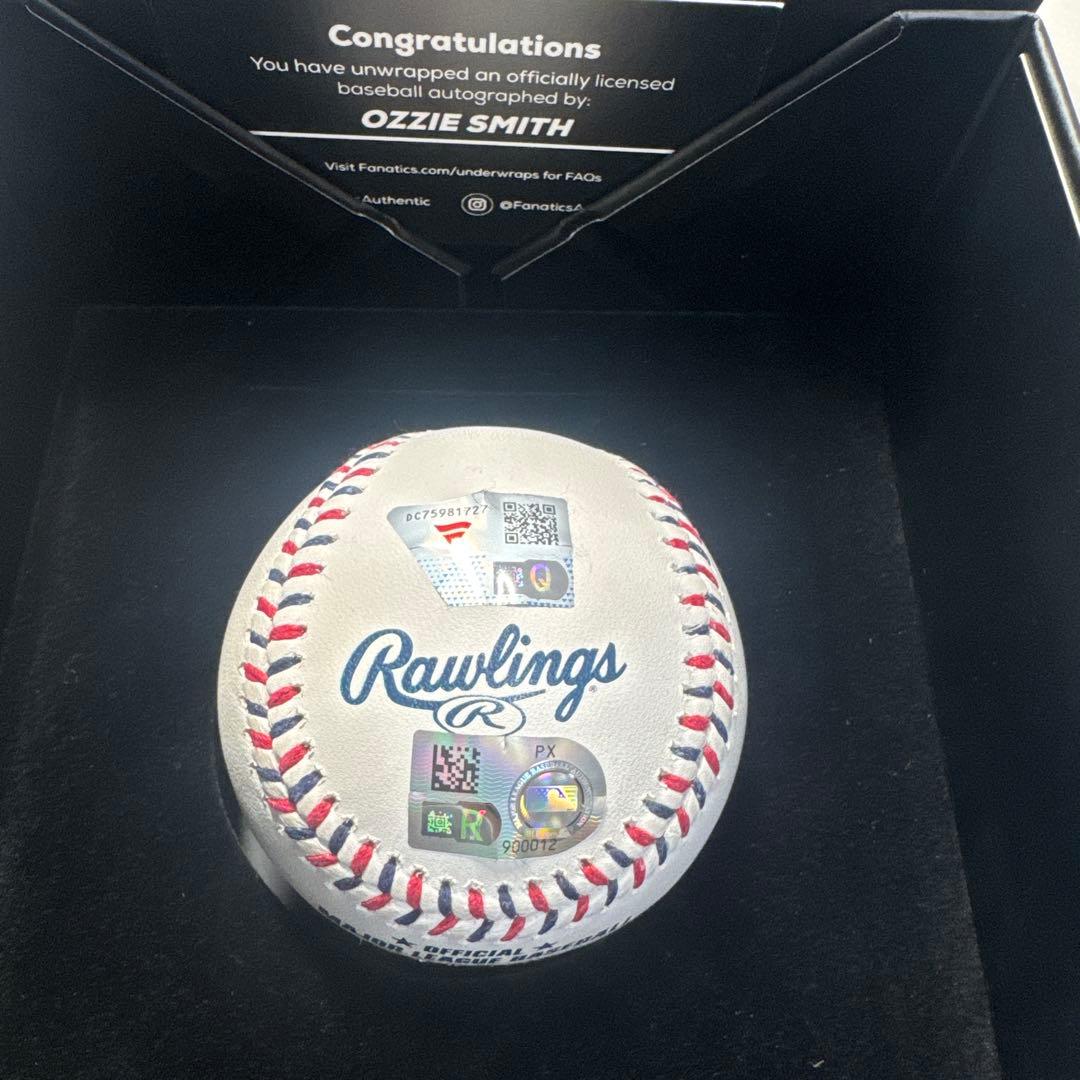 Congratulations
You have unwrapped an officially licensed
baseball autographed by:
OZZIE SMITH
Visit Fanatics.com/underwraps for FAQs
Authentic @FanaticsA
DC75981727
Q
Rawlings
R
PX
R
900012
OFFICIAL
MAJOR LEAGUE BASEBALL